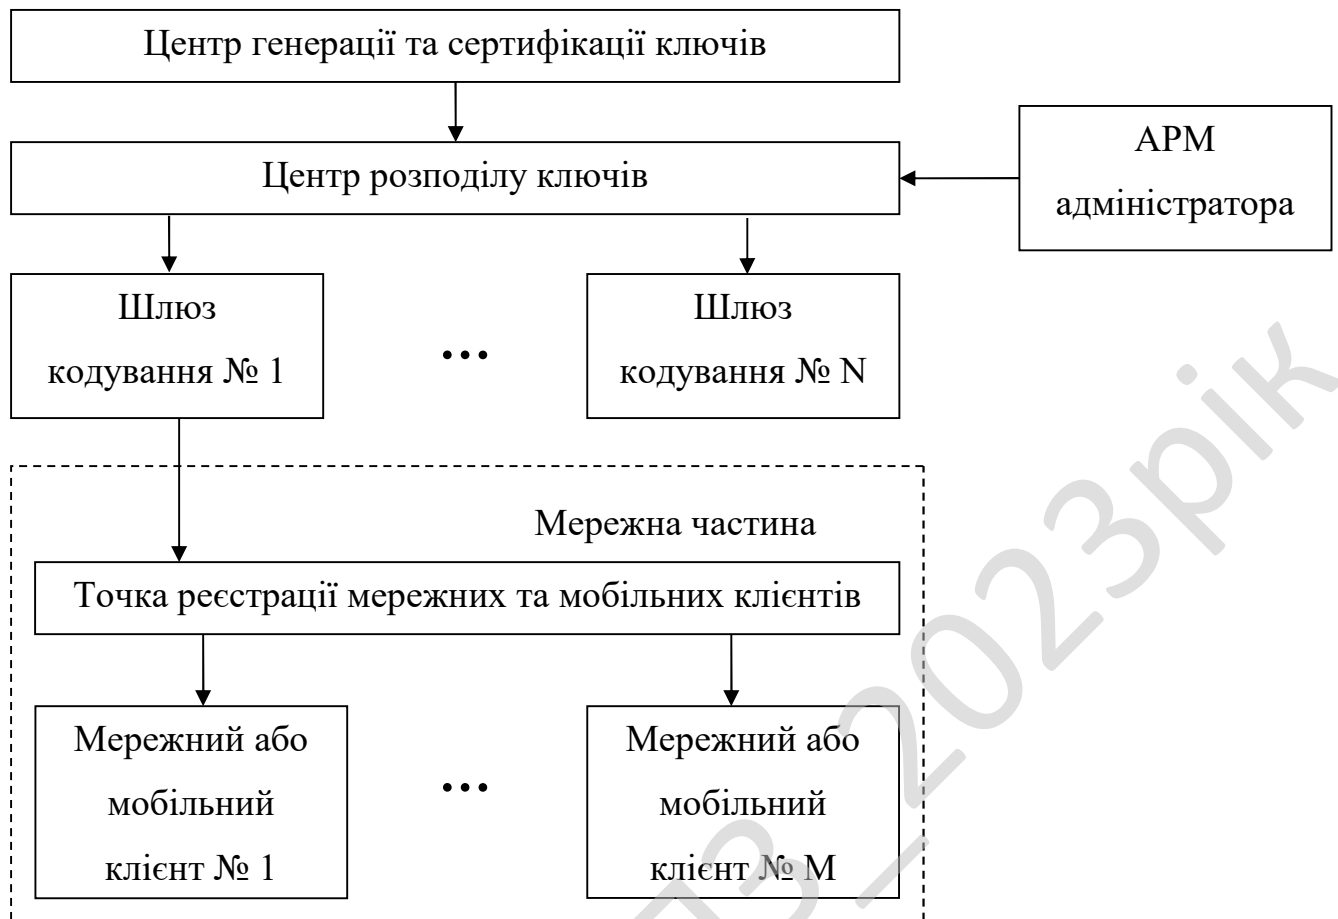 Центр генерації та сертифікації ключів
Центр розподілу ключів
АРМ
адміністратора
Шлюз
кодування № 1
...
Шлюз
кодування № N
Мережна частина
Точка реєстрації мережних та мобільних клієнтів
Мережний або
мобільний
клієнт № 1
...
Мережний або
мобільний
клієнт № M
ПЗ_2023рік